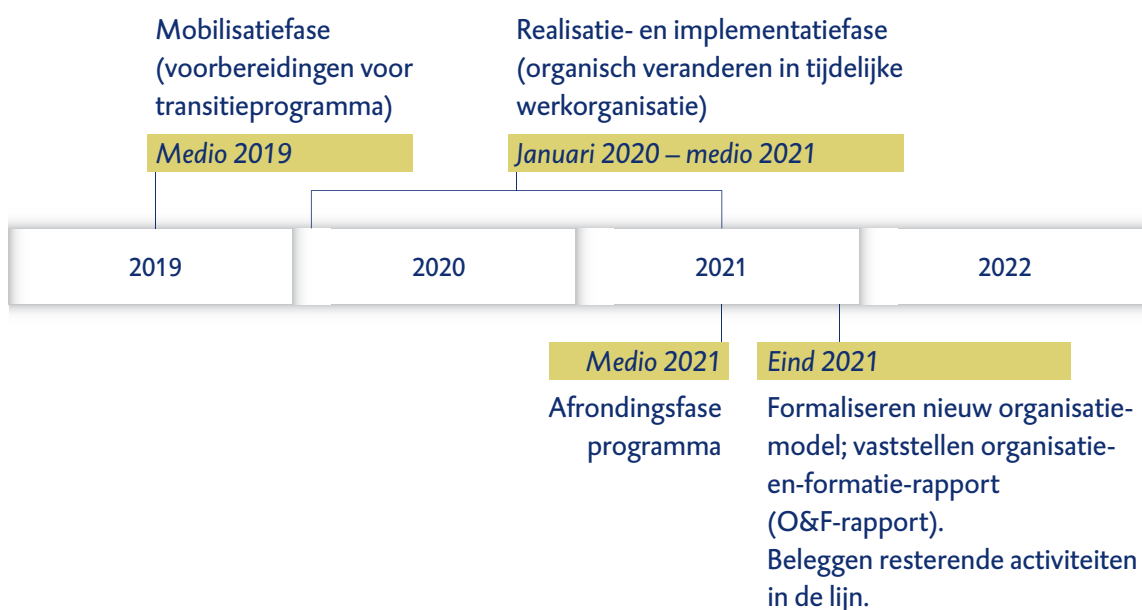 Mobilisatiefase
(voorbereidingen voor
transitieprogramma)
Medio 2019
Realisatie- en implementatiefase
(organisch veranderen in tijdelijke
werkorganisatie)
Januari 2020 – medio 2021
2019
2020
2021
2022
Medio 2021
Afrondingsfase
programma
Eind 2021
Formaliseren nieuw organisatie-
model; vaststellen organisatie-
en-formatie-rapport
(O&F-rapport).
Beleggen resterende activiteiten
in de lijn.